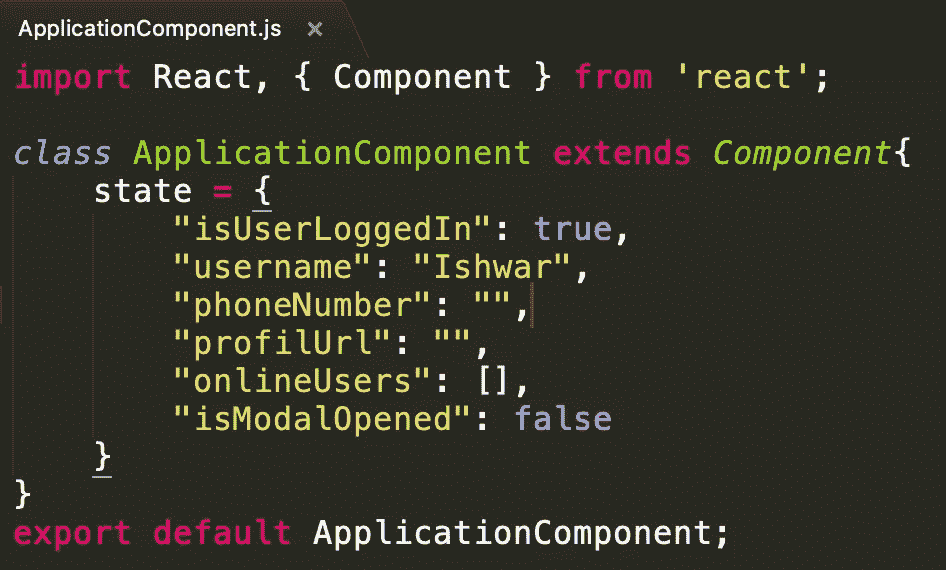 ApplicationComponent.js ×
import React, { Component } from 'react';
class ApplicationComponent extends Component{
state = {
"isUserLoggedIn": true,
"username": "Ishwar",
"phoneNumber": "",
"profilUrl": "",
"onlineUsers": [],
"isModalOpened": false
}
}
export default ApplicationComponent;